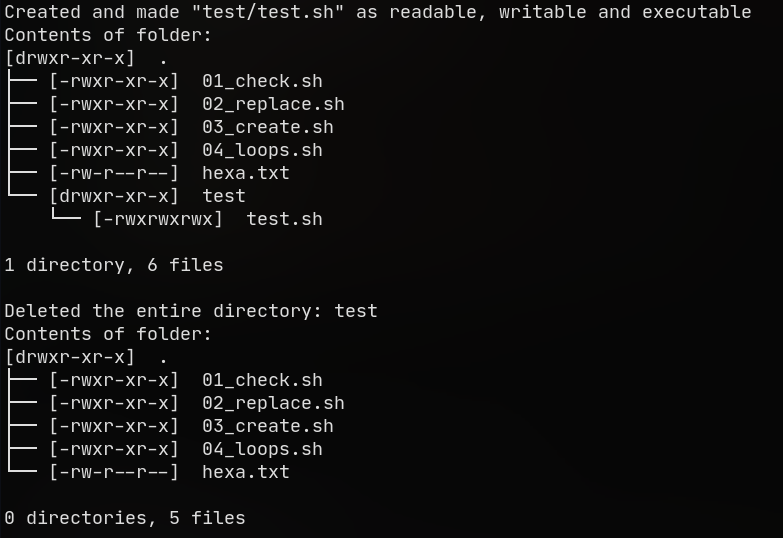 Created and made "test/test.sh" as readable, writable and executable
Contents of folder:
[drwxr-xr-x]  .
├── [-rwxr-xr-x]  01_check.sh
├── [-rwxr-xr-x]  02_replace.sh
├── [-rwxr-xr-x]  03_create.sh
├── [-rwxr-xr-x]  04_loops.sh
├── [-rw-r--r--]  hexa.txt
└── [drwxr-xr-x]  test
    └── [-rwxrwxrwx]  test.sh

1 directory, 6 files

Deleted the entire directory: test
Contents of folder:
[drwxr-xr-x]  .
├── [-rwxr-xr-x]  01_check.sh
├── [-rwxr-xr-x]  02_replace.sh
├── [-rwxr-xr-x]  03_create.sh
├── [-rwxr-xr-x]  04_loops.sh
└── [-rw-r--r--]  hexa.txt

0 directories, 5 files